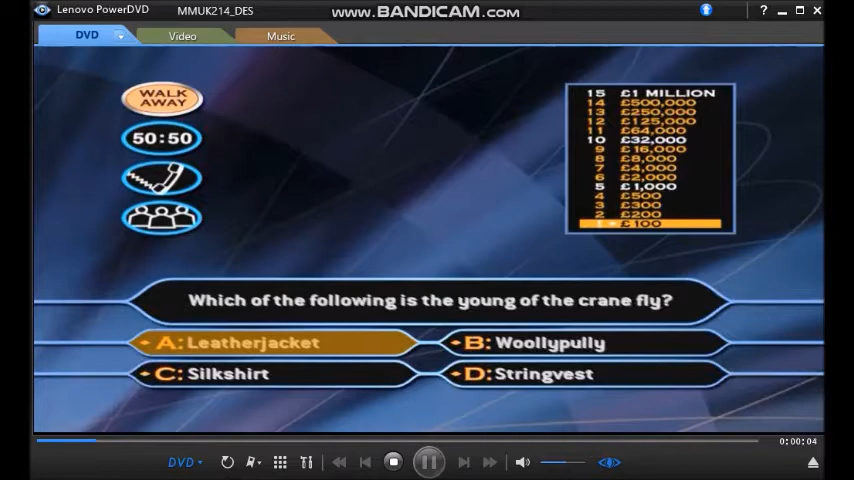 Lenovo PowerDVD
MMUK214_DES
www.BANDICAM.com
DVD
Video
Music
WALK
AWAY
50:50
15 £1 MILLION
14 £500,000
13 £250,000
12 £125,000
11 £64,000
10 £32,000
9 £16,000
8 £8,000
7 £4,000
6 £2,000
5 £1,000
4 £500
3 £300
2 £200
1 £100
Which of the following is the young of the crane fly?
A: Leatherjacket
B: Woollypully
C: Silkshirt
D: Stringvest
0:00:04
DVD